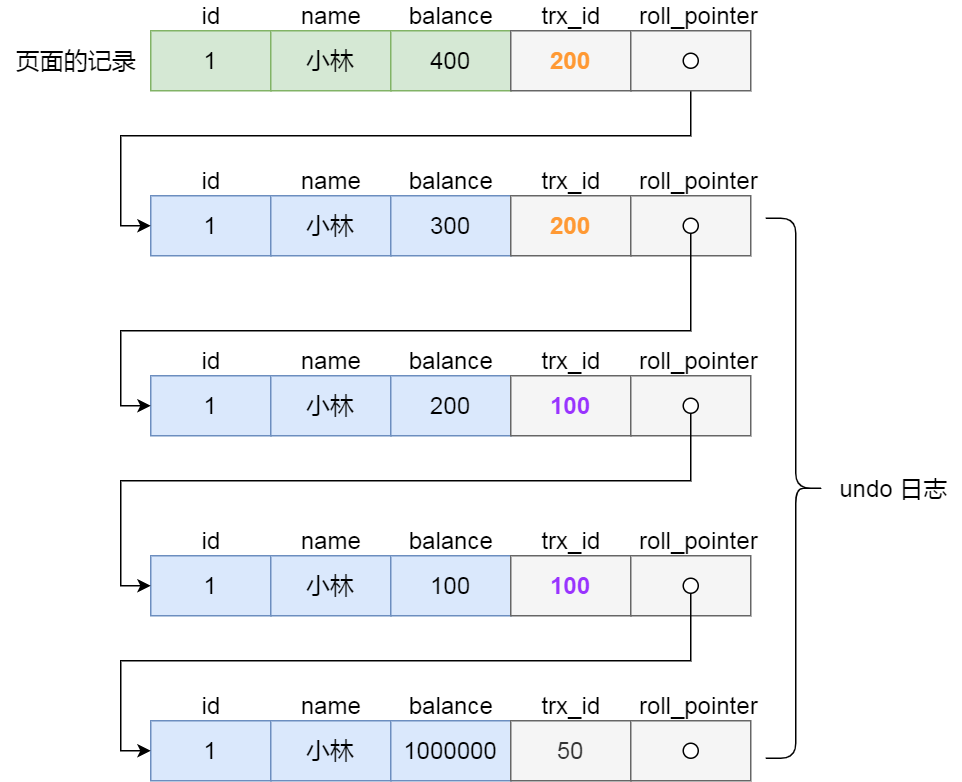 id name balance trx_id roll_pointer
页面的记录 1 小林 400 200
id name balance trx_id roll_pointer
1 小林 300 200
id name balance trx_id roll_pointer
1 小林 200 100
undo 日志
id name balance trx_id roll_pointer
1 小林 100 100
id name balance trx_id roll_pointer
1 小林 1000000 50